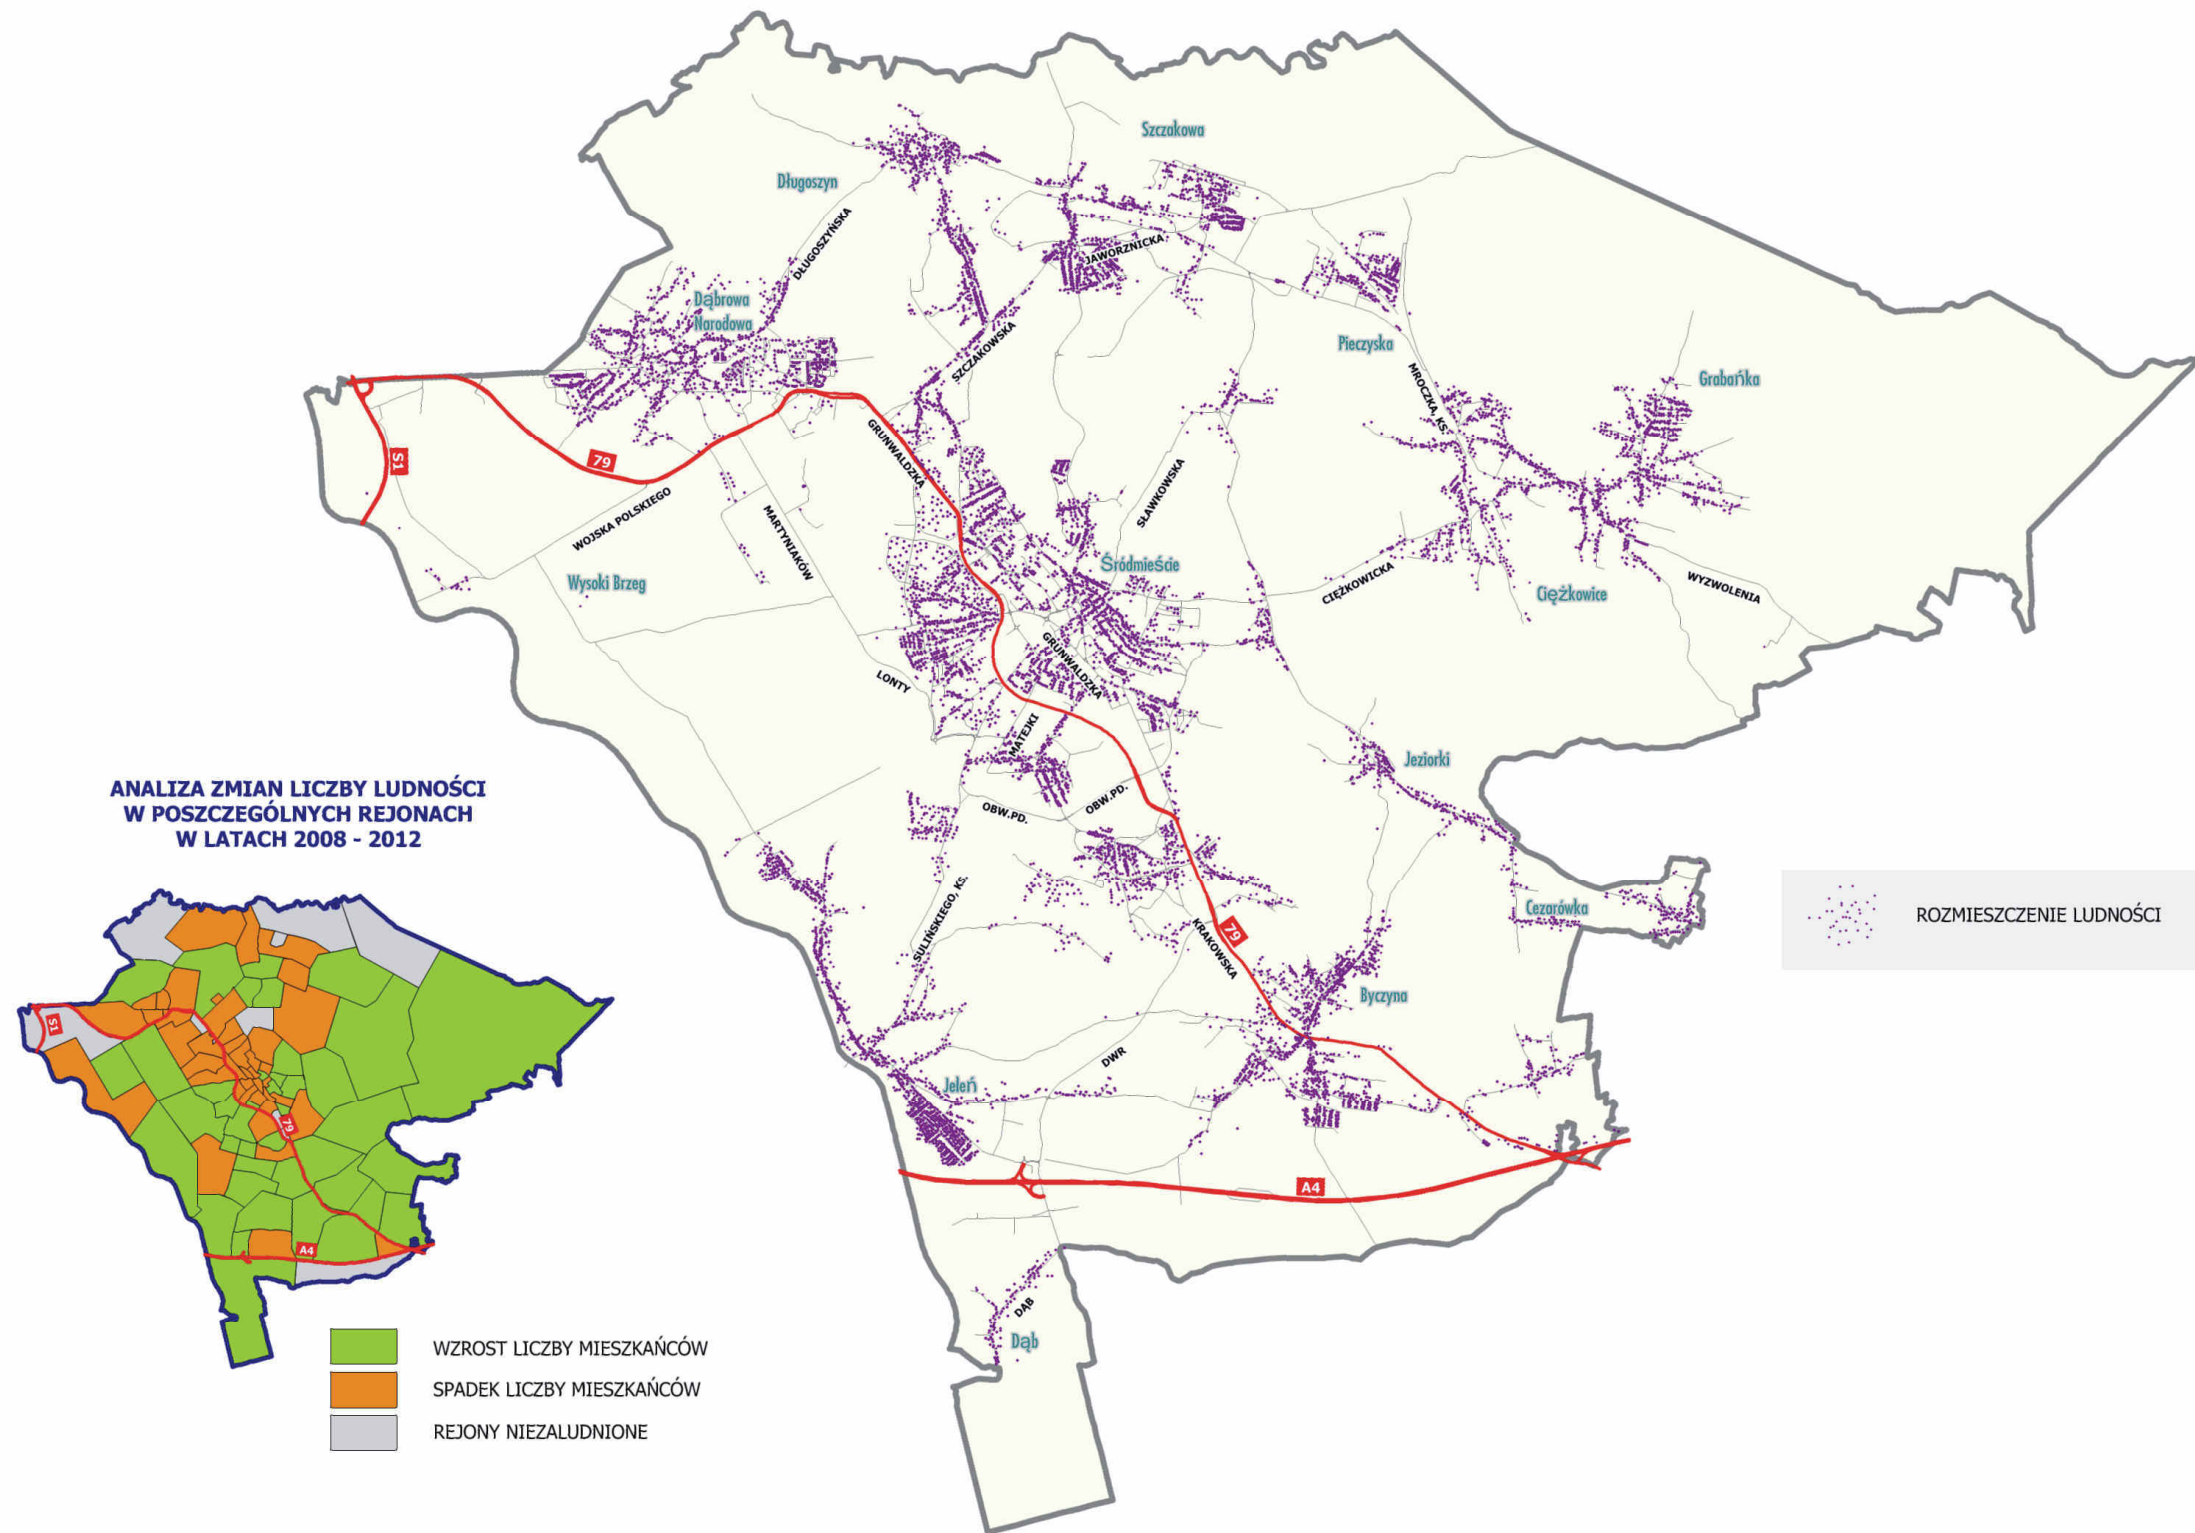 Szczakowa
Długoszyn
DŁUGOSZYŃSKA
JAWORZNICKA
Dąbrowa
Narodowa
SZCZAKOWSKA
Pieczyska
MROCZKA, KS.
Grabańka
S1
79
GRUNWALDZKA
WOJSKA POLSKIEGO
MARTYNIAKÓW
SŁAWKOWSKA
Śródmieście
Wysoki Brzeg
CIĘŻKOWICKA
Ciężkowice
WYZWOLENIA
GRUNWALDZKA
LONTY
MATEJKI
Jeziorki
OBW.PD.
OBW.PD.
SULIŃSKIEGO, KS.
Cezarówka
KRAKOWSKA
79
Byczyna
DWR
Jeleń
A4
DĄB
Dąb
ANALIZA ZMIAN LICZBY LUDNOŚCI
W POSZCZEGÓLNYCH REJONACH
W LATACH 2008 - 2012
S1
79
A4
WZROST LICZBY MIESZKAŃCÓW
SPADEK LICZBY MIESZKAŃCÓW
REJONY NIEZALUDNIONE
ROZMIESZCZENIE LUDNOŚCI